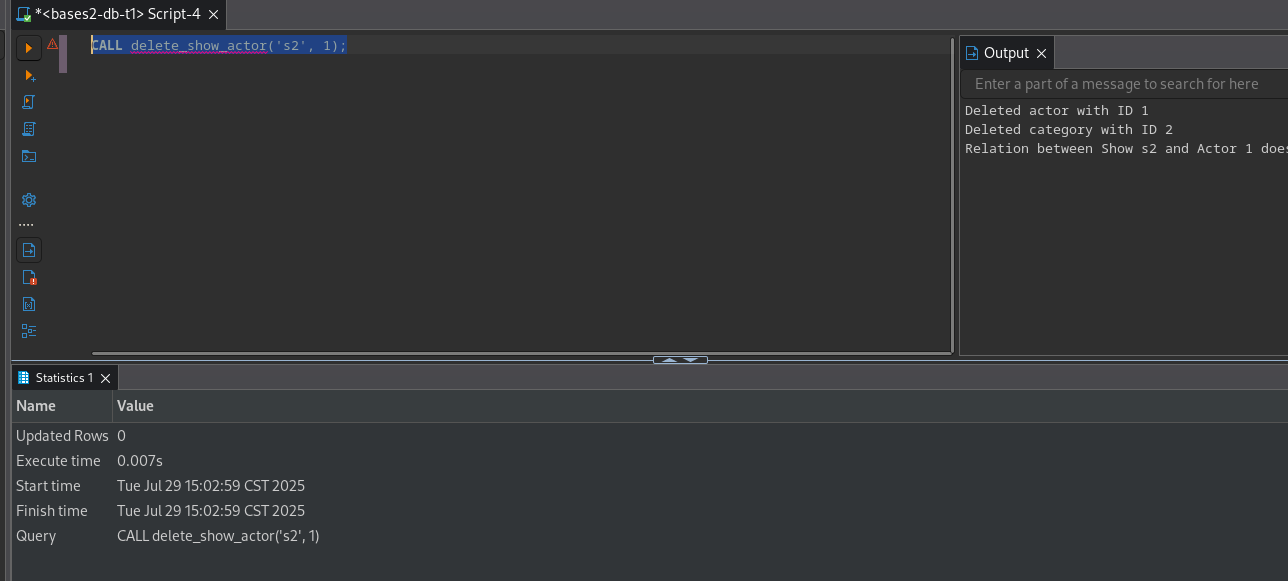 *<bases2-db-t1> Script-4
CALL delete_show_actor('s2', 1);
Output
Enter a part of a message to search for here
Deleted actor with ID 1
Deleted category with ID 2
Relation between Show s2 and Actor 1 does
Statistics 1
Name Value
Updated Rows 0
Execute time 0.007s
Start time Tue Jul 29 15:02:59 CST 2025
Finish time Tue Jul 29 15:02:59 CST 2025
Query CALL delete_show_actor('s2', 1)